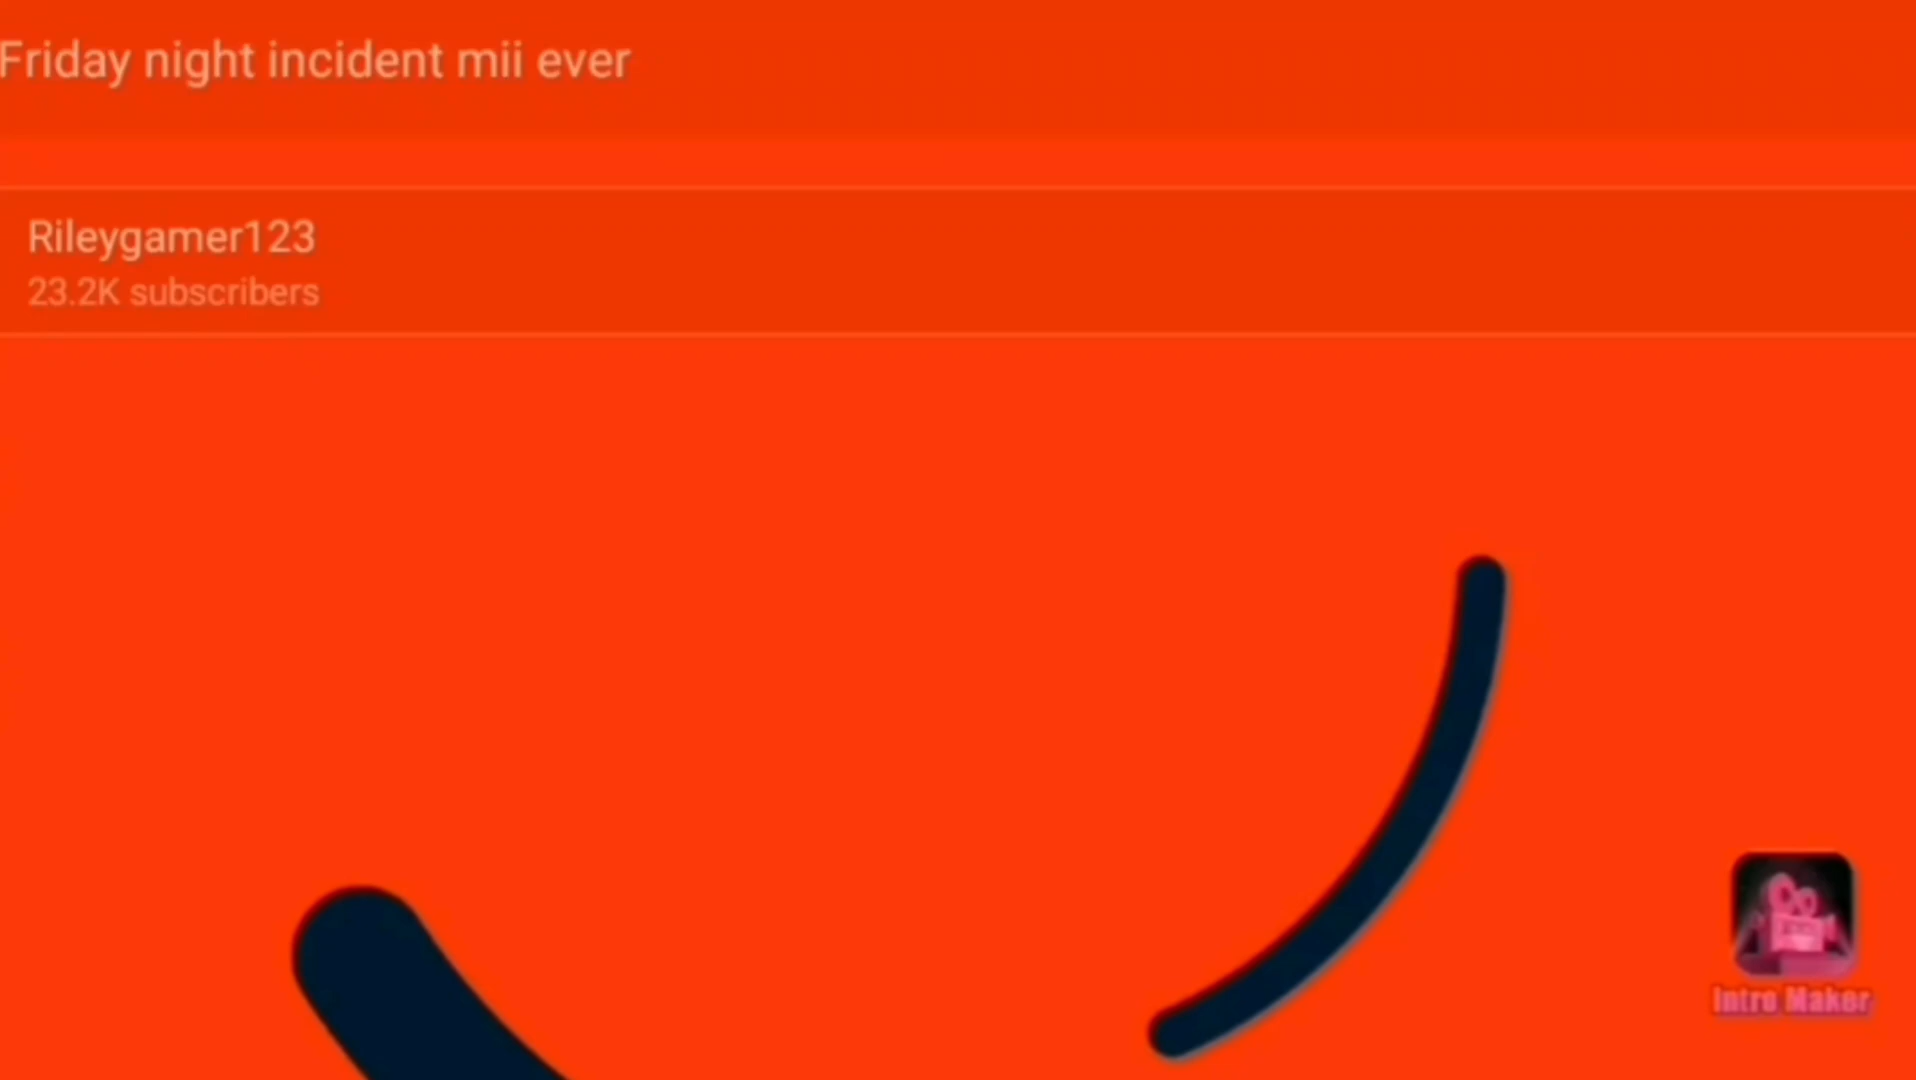 Friday night incident mii ever
Rileygamer123
23.2K subscribers
Intro Maker